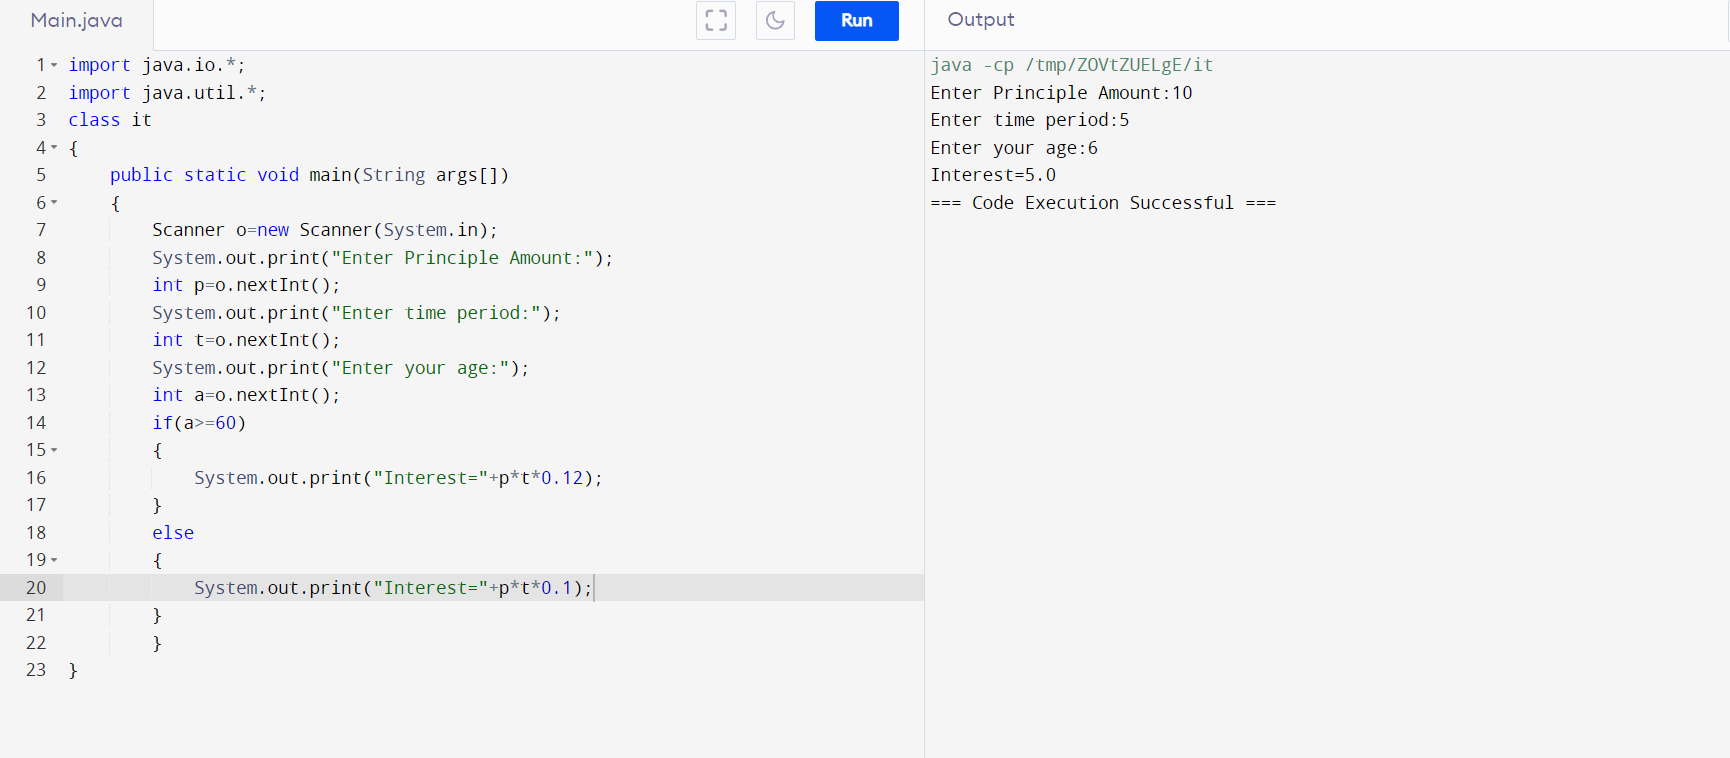 Main.java
Run
Output
1 import java.io.*;
2 import java.util.*;
3 class it
4 {
5 public static void main(String args[])
6 {
7 Scanner o=new Scanner(System.in);
8 System.out.print("Enter Principle Amount:");
9 int p=o.nextInt();
10 System.out.print("Enter time period:");
11 int t=o.nextInt();
12 System.out.print("Enter your age:");
13 int a=o.nextInt();
14 if(a>=60)
15 {
16 System.out.print("Interest="+p*t*0.12);
17 }
18 else
19 {
20 System.out.print("Interest="+p*t*0.1);
21 }
22 }
23 }
java -cp /tmp/ZOVtZUELgE/it
Enter Principle Amount:10
Enter time period:5
Enter your age:6
Interest=5.0
=== Code Execution Successful ===